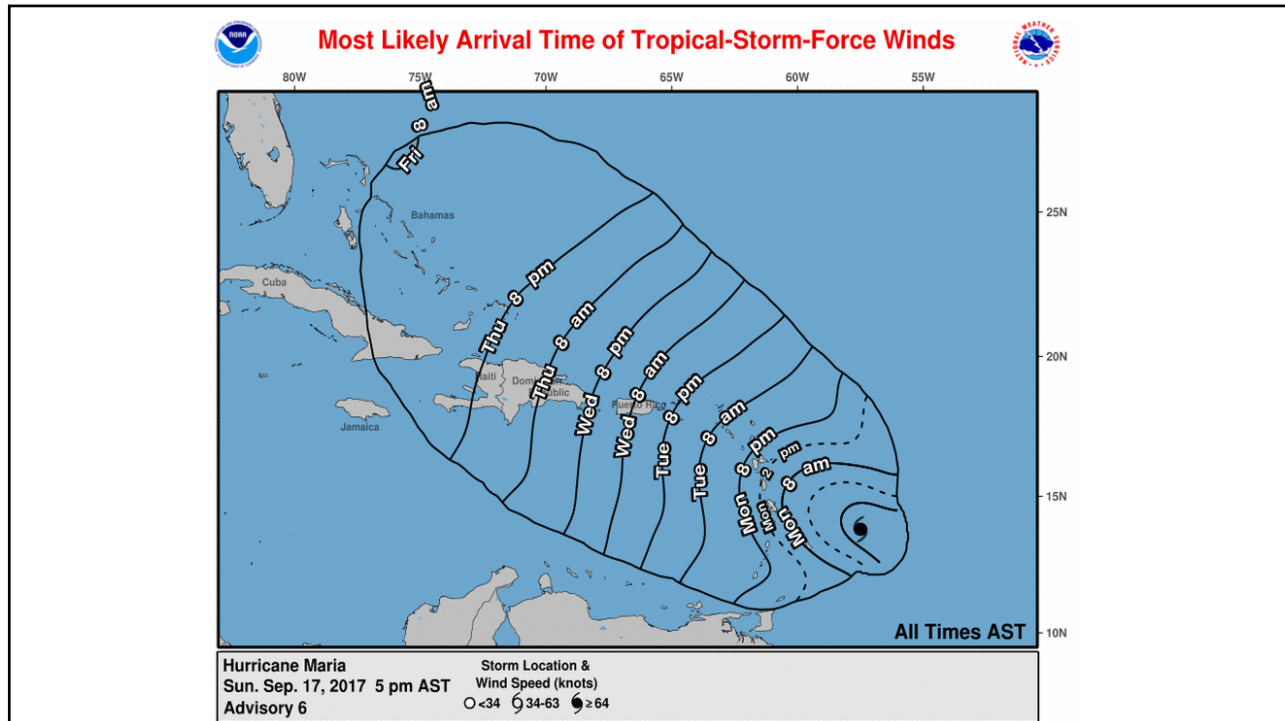 NOAA
Most Likely Arrival Time of Tropical-Storm-Force Winds
80W 75W 70W 65W 60W 55W
25N
20N
15N
10N
Fri 8 am
Bahamas
Cuba
Thu 8 pm
Thu 8 am
Wed 8 pm
Wed 8 am
Tue 8 pm
Tue 8 am
Mon 8 pm
Mon 2 pm
Mon 8 am
Haiti
Dominican
Republic
Puerto Rico
Jamaica
All Times AST
Hurricane Maria
Sun. Sep. 17, 2017 5 pm AST
Advisory 6
Storm Location &
Wind Speed (knots)
<34 34-63 ≥ 64